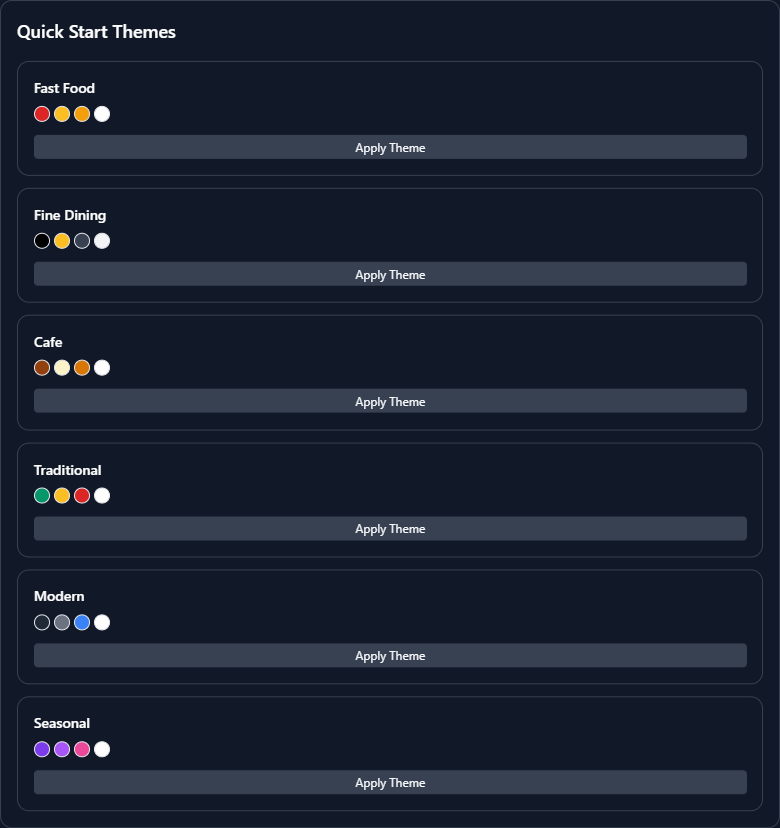 Quick Start Themes
Fast Food
Apply Theme
Fine Dining
Apply Theme
Cafe
Apply Theme
Traditional
Apply Theme
Modern
Apply Theme
Seasonal
Apply Theme